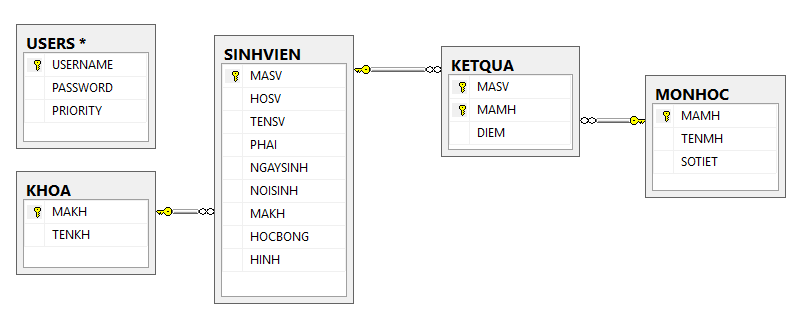 USERS *
USERNAME
PASSWORD
PRIORITY
KHOA
MAKH
TENKH
SINHVIEN
MASV
HOSV
TENSV
PHAI
NGAYSINH
NOISINH
MAKH
HOCBONG
HINH
KETQUA
MASV
MAMH
DIEM
MONHOC
MAMH
TENMH
SOTIET